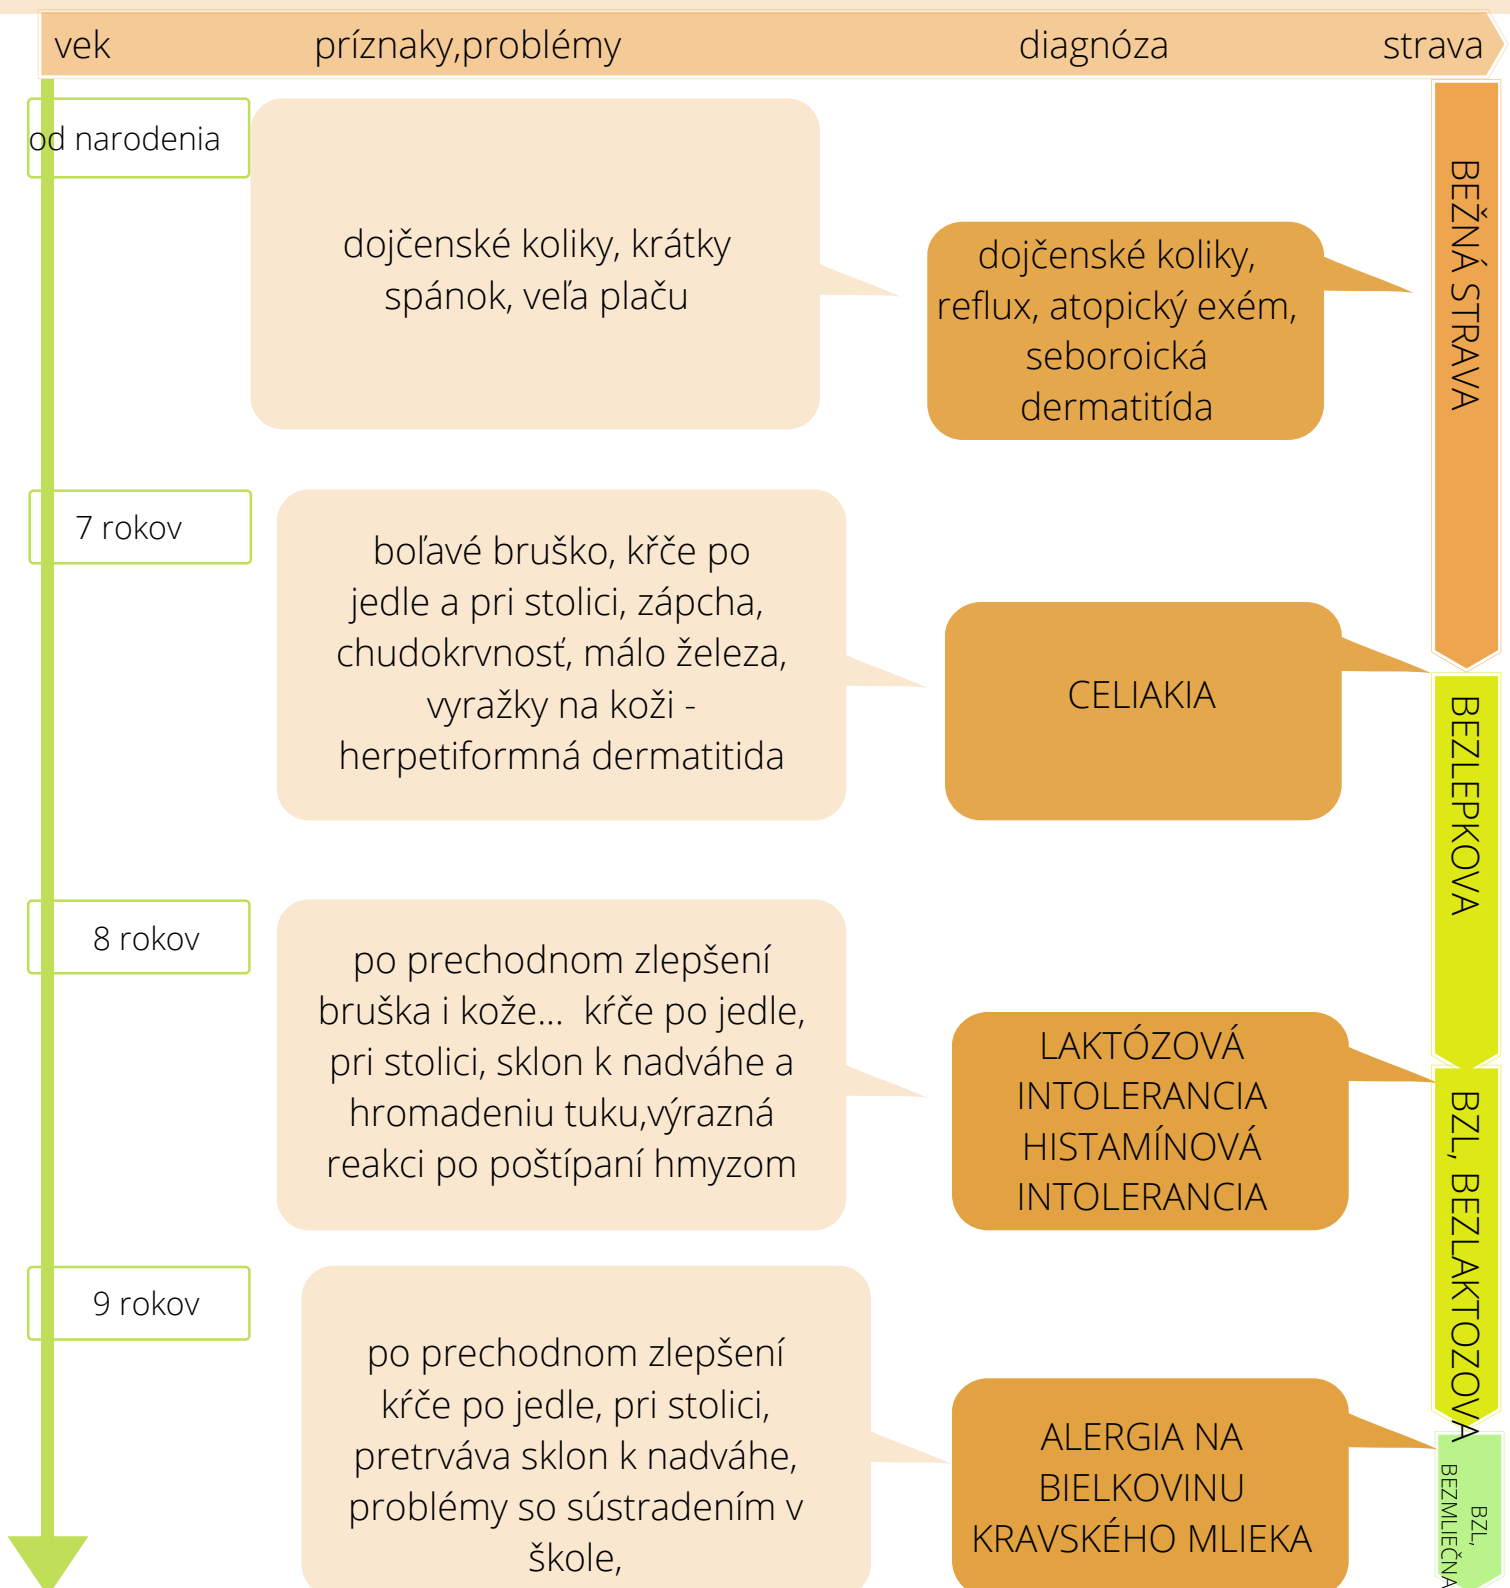 vek príznaky,problémy diagnóza strava
od narodenia
dojčenské koliky, krátky
spánok, veľa plaču
dojčenské koliky,
reflux, atopický exém,
seboroická
dermatitída
BEŽNÁ STRAVA
7 rokov
boľavé bruško, křče po
jedle a pri stolici, zápcha,
chudokrvnosť, málo železa,
vyražky na koži -
herpetiformná dermatitida
CELIAKIA
BEZLEPKOVA
8 rokov
po prechodnom zlepšení
bruška i kože... kŕče po jedle,
pri stolici, sklon k nadváhe a
hromadeniu tuku,výrazná
reakci po poštípaní hmyzom
LAKTÓZOVÁ
INTOLERANCIA
HISTAMÍNOVÁ
INTOLERANCIA
BZL, BEZLAKTOZOVA
9 rokov
po prechodnom zlepšení
kŕče po jedle, pri stolici,
pretrváva sklon k nadváhe,
problémy so sústradením v
škole,
ALERGIA NA
BIELKOVINU
KRAVSKÉHO MLIEKA
BZL,
BEZMLIEČNA